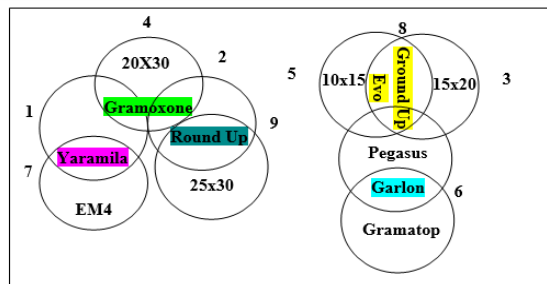 4
8
20X30
2
5
10x15
Evo
Ground/Up
15x20
3
1
Gramoxone
9
Round Up
Pegasus
7
Yaramila
25x30
Garlon
6
EM4
Gramatop